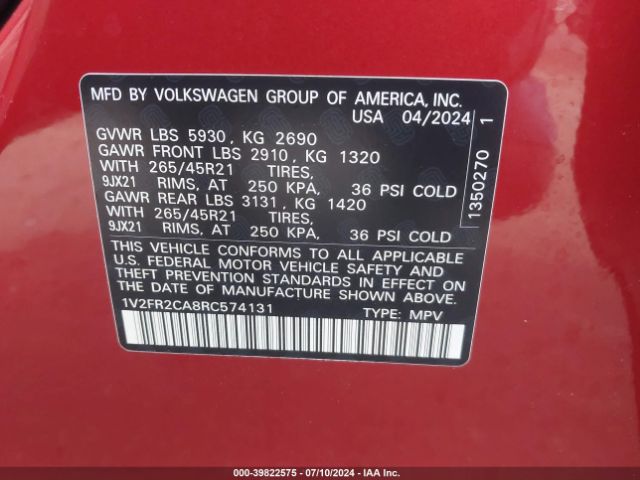 MFD BY VOLKSWAGEN GROUP OF AMERICA, INC.
USA 04/2024
GVWR LBS 5930 , KG 2690
GAWR FRONT LBS 2910 , KG 1320
WITH 265/45R21 TIRES,
9JX21 RIMS, AT 250 KPA, 36 PSI COLD
GAWR REAR LBS 3131 , KG 1420
WITH 265/45R21 TIRES,
9JX21 RIMS, AT 250 KPA, 36 PSI COLD
THIS VEHICLE CONFORMS TO ALL APPLICABLE
U.S. FEDERAL MOTOR VEHICLE SAFETY AND
THEFT PREVENTION STANDARDS IN EFFECT ON
THE DATE OF MANUFACTURE SHOWN ABOVE.
1V2FR2CA8RC574131 TYPE: MPV
1350270 1
000-39822575 - 07/10/2024 - IAA Inc.